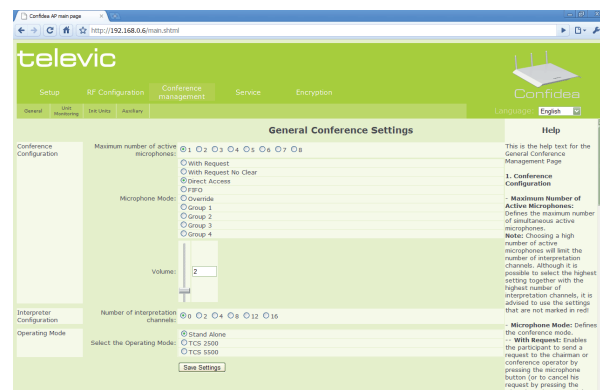 Confidea AP main page
http://192.168.0.6/main.shtml
televic
Confidea
Setup RF Configuration Conference management Service Encryption
General Unit Monitoring Init Units Auxiliary
Language: English
General Conference Settings
Help
Conference Configuration
Maximum number of active microphones: 1 2 3 4 5 6 7 8
Microphone Mode:
With Request
With Request No Clear
Direct Access
FIFO
Override
Group 1
Group 2
Group 3
Group 4
Volume: 2
Interpreter Configuration
Number of interpretation channels: 0 2 4 8 12 16
Operating Mode
Select the Operating Mode:
Stand Alone
TCS 2500
TCS 5500
Save Settings
This is the help text for the
General Conference
Management Page
1. Conference
Configuration
- Maximum Number of
Active Microphones:
Defines the maximum number
of simultaneous active
microphones.
Note: Choosing a high
number of active
microphones will limit the
number of interpretation
channels. Although it is
possible to select the highest
setting together with the
highest number of
interpretation channels, it is
advised to use the settings
that are not marked in red!
- Microphone Mode: Defines
the conference mode.
-- With Request: Enables
the participant to send a
request to the chairman or
conference operator by
pressing the microphone
button (or to cancel his
request by pressing the